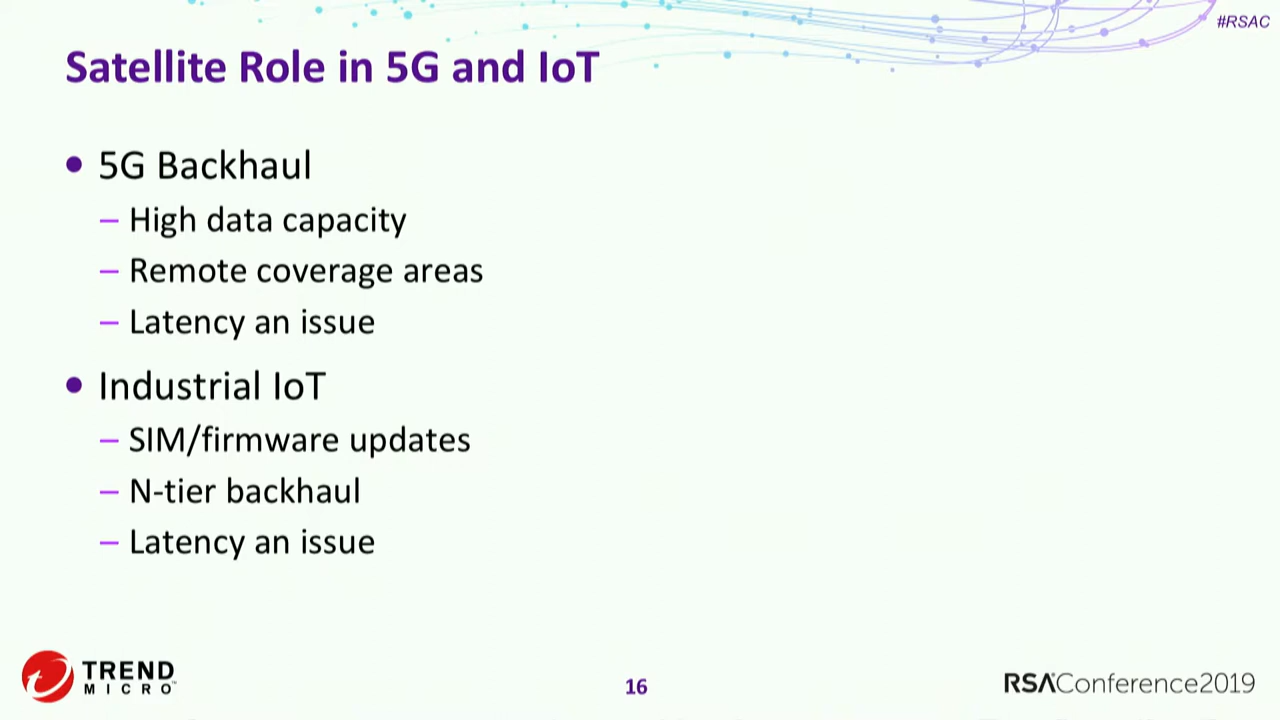 #RSAC
Satellite Role in 5G and IoT
• 5G Backhaul
– High data capacity
– Remote coverage areas
– Latency an issue
• Industrial IoT
– SIM/firmware updates
– N-tier backhaul
– Latency an issue
TREND
MICRO™
16
RSAConference2019